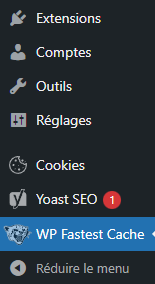 Extensions
Comptes
Outils
Réglages
Cookies
Yoast SEO 1
WP Fastest Cache
Réduire le menu